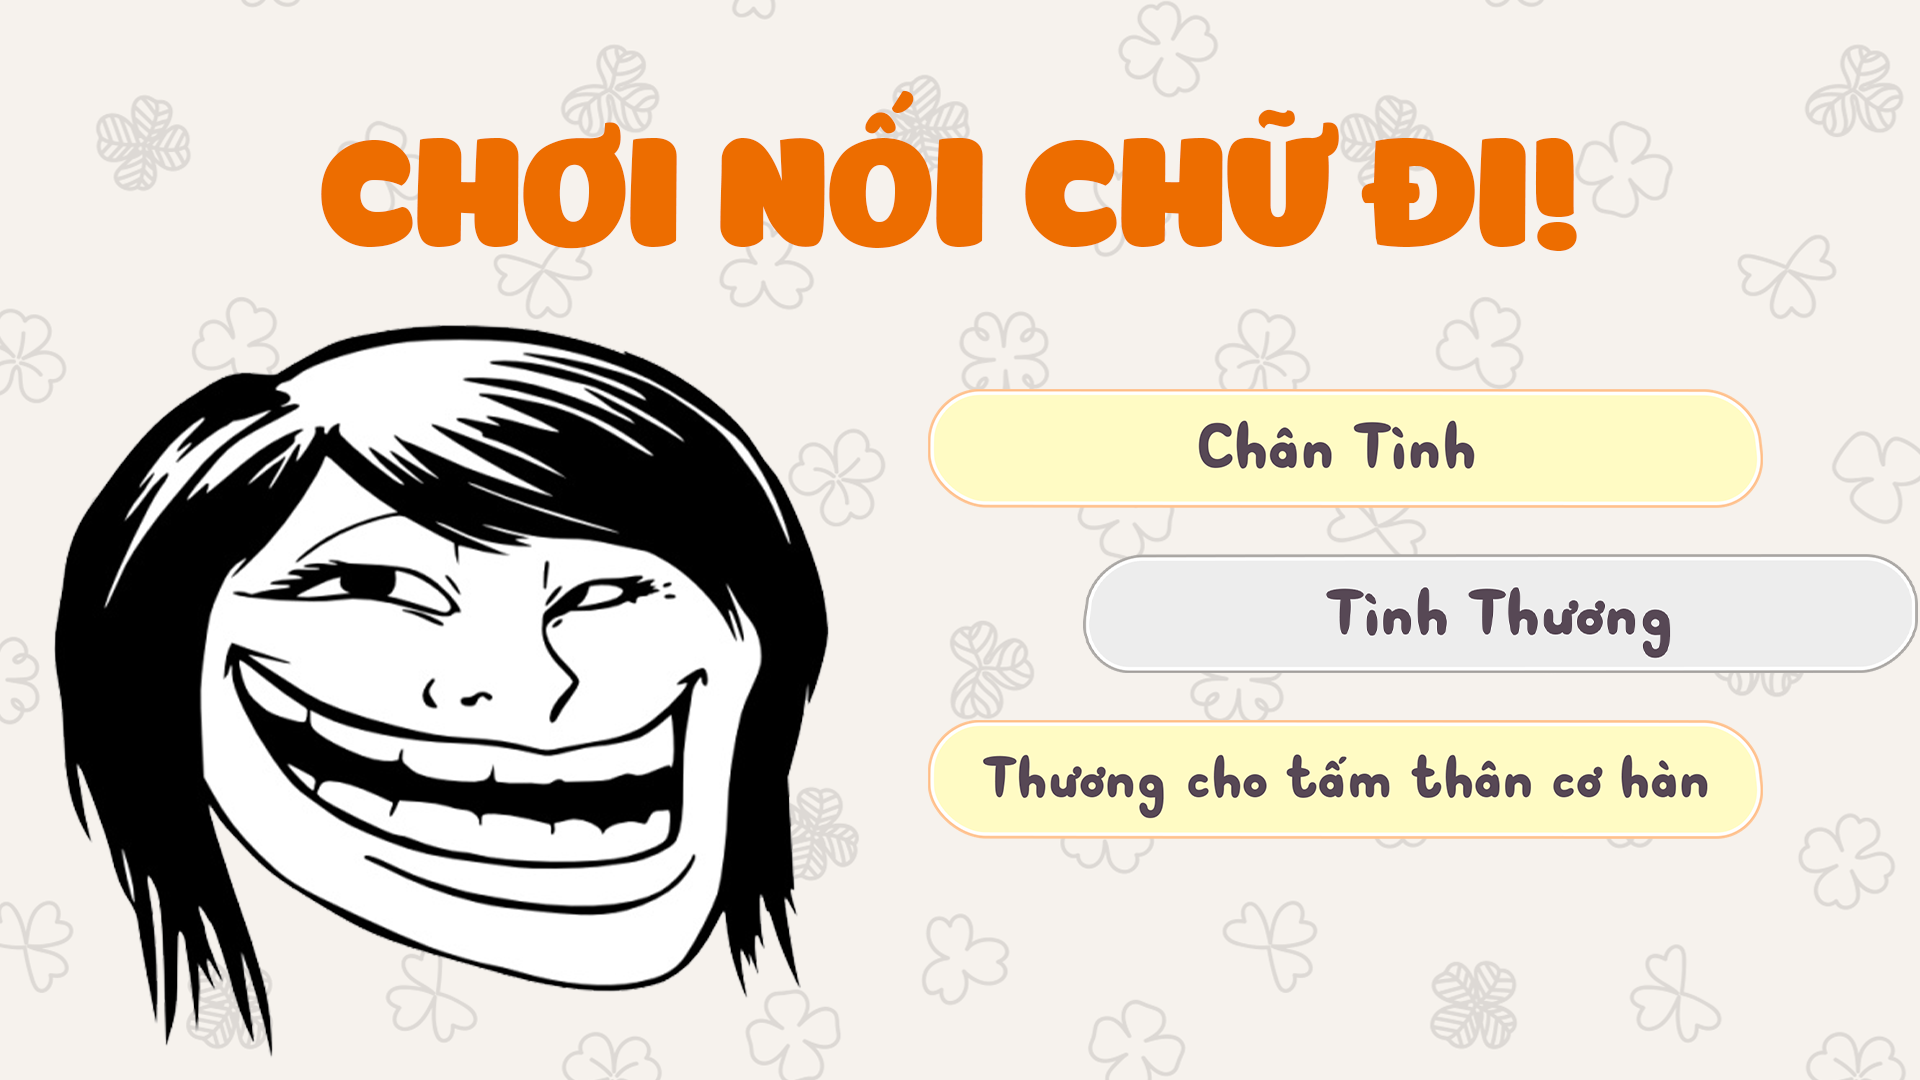 CHƠI NỐI CHỮ ĐI!
Chân Tình
Tình Thương
Thương cho tấm thân cơ hàn